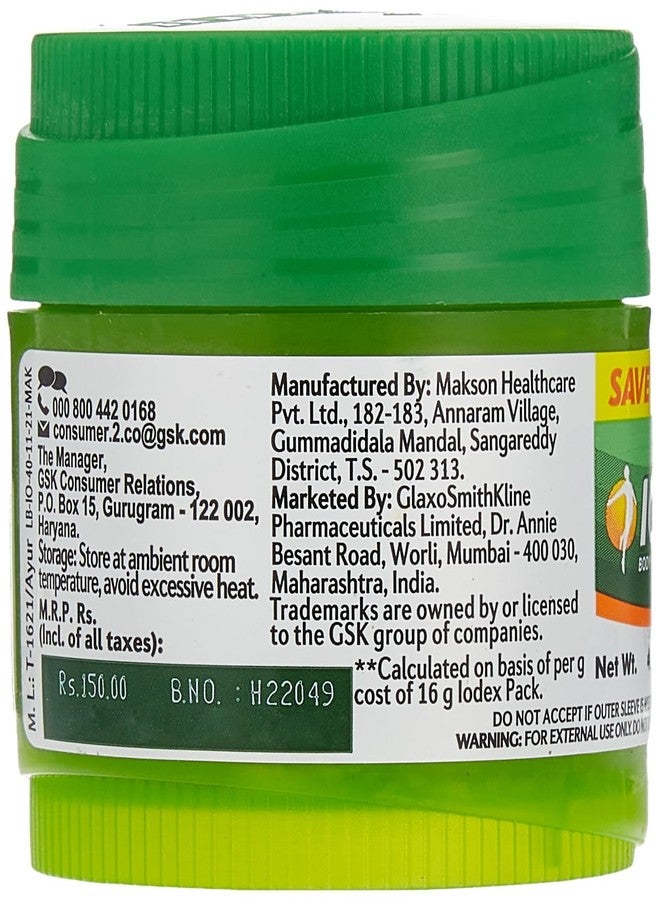 000 800 442 0168
consumer.2.co@gsk.com
The Manager,
GSK Consumer Relations,
P.O. Box 15, Gurugram - 122 002,
Haryana.
Storage: Store at ambient room
temperature, avoid excessive heat.
M.R.P. Rs.
(Incl. of all taxes):
Rs.150.00 B.NO. : H22049
M. L.: T-1621/Ayur LB-IO-40-11-21-MAK
Manufactured By: Makson Healthcare
Pvt. Ltd., 182-183, Annaram Village,
Gummadidala Mandal, Sangareddy
District, T.S. - 502 313.
Marketed By: GlaxoSmithKline
Pharmaceuticals Limited, Dr. Annie
Besant Road, Worli, Mumbai - 400 030,
Maharashtra, India.
Trademarks are owned by or licensed
to the GSK group of companies.
**Calculated on basis of per g
cost of 16 g Iodex Pack.
DO NOT ACCEPT IF OUTER SLEEVE IS
WARNING: FOR EXTERNAL USE ONLY. DO
SAVE
BOD
Net Wt.